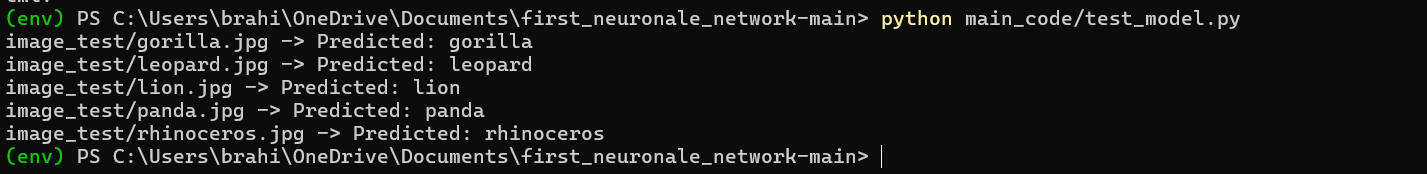 (env) PS C:\Users\brahi\OneDrive\Documents\first_neuronale_network-main> python main_code/test_model.py
image_test/gorilla.jpg -> Predicted: gorilla
image_test/leopard.jpg -> Predicted: leopard
image_test/lion.jpg -> Predicted: lion
image_test/panda.jpg -> Predicted: panda
image_test/rhinoceros.jpg -> Predicted: rhinoceros
(env) PS C:\Users\brahi\OneDrive\Documents\first_neuronale_network-main>